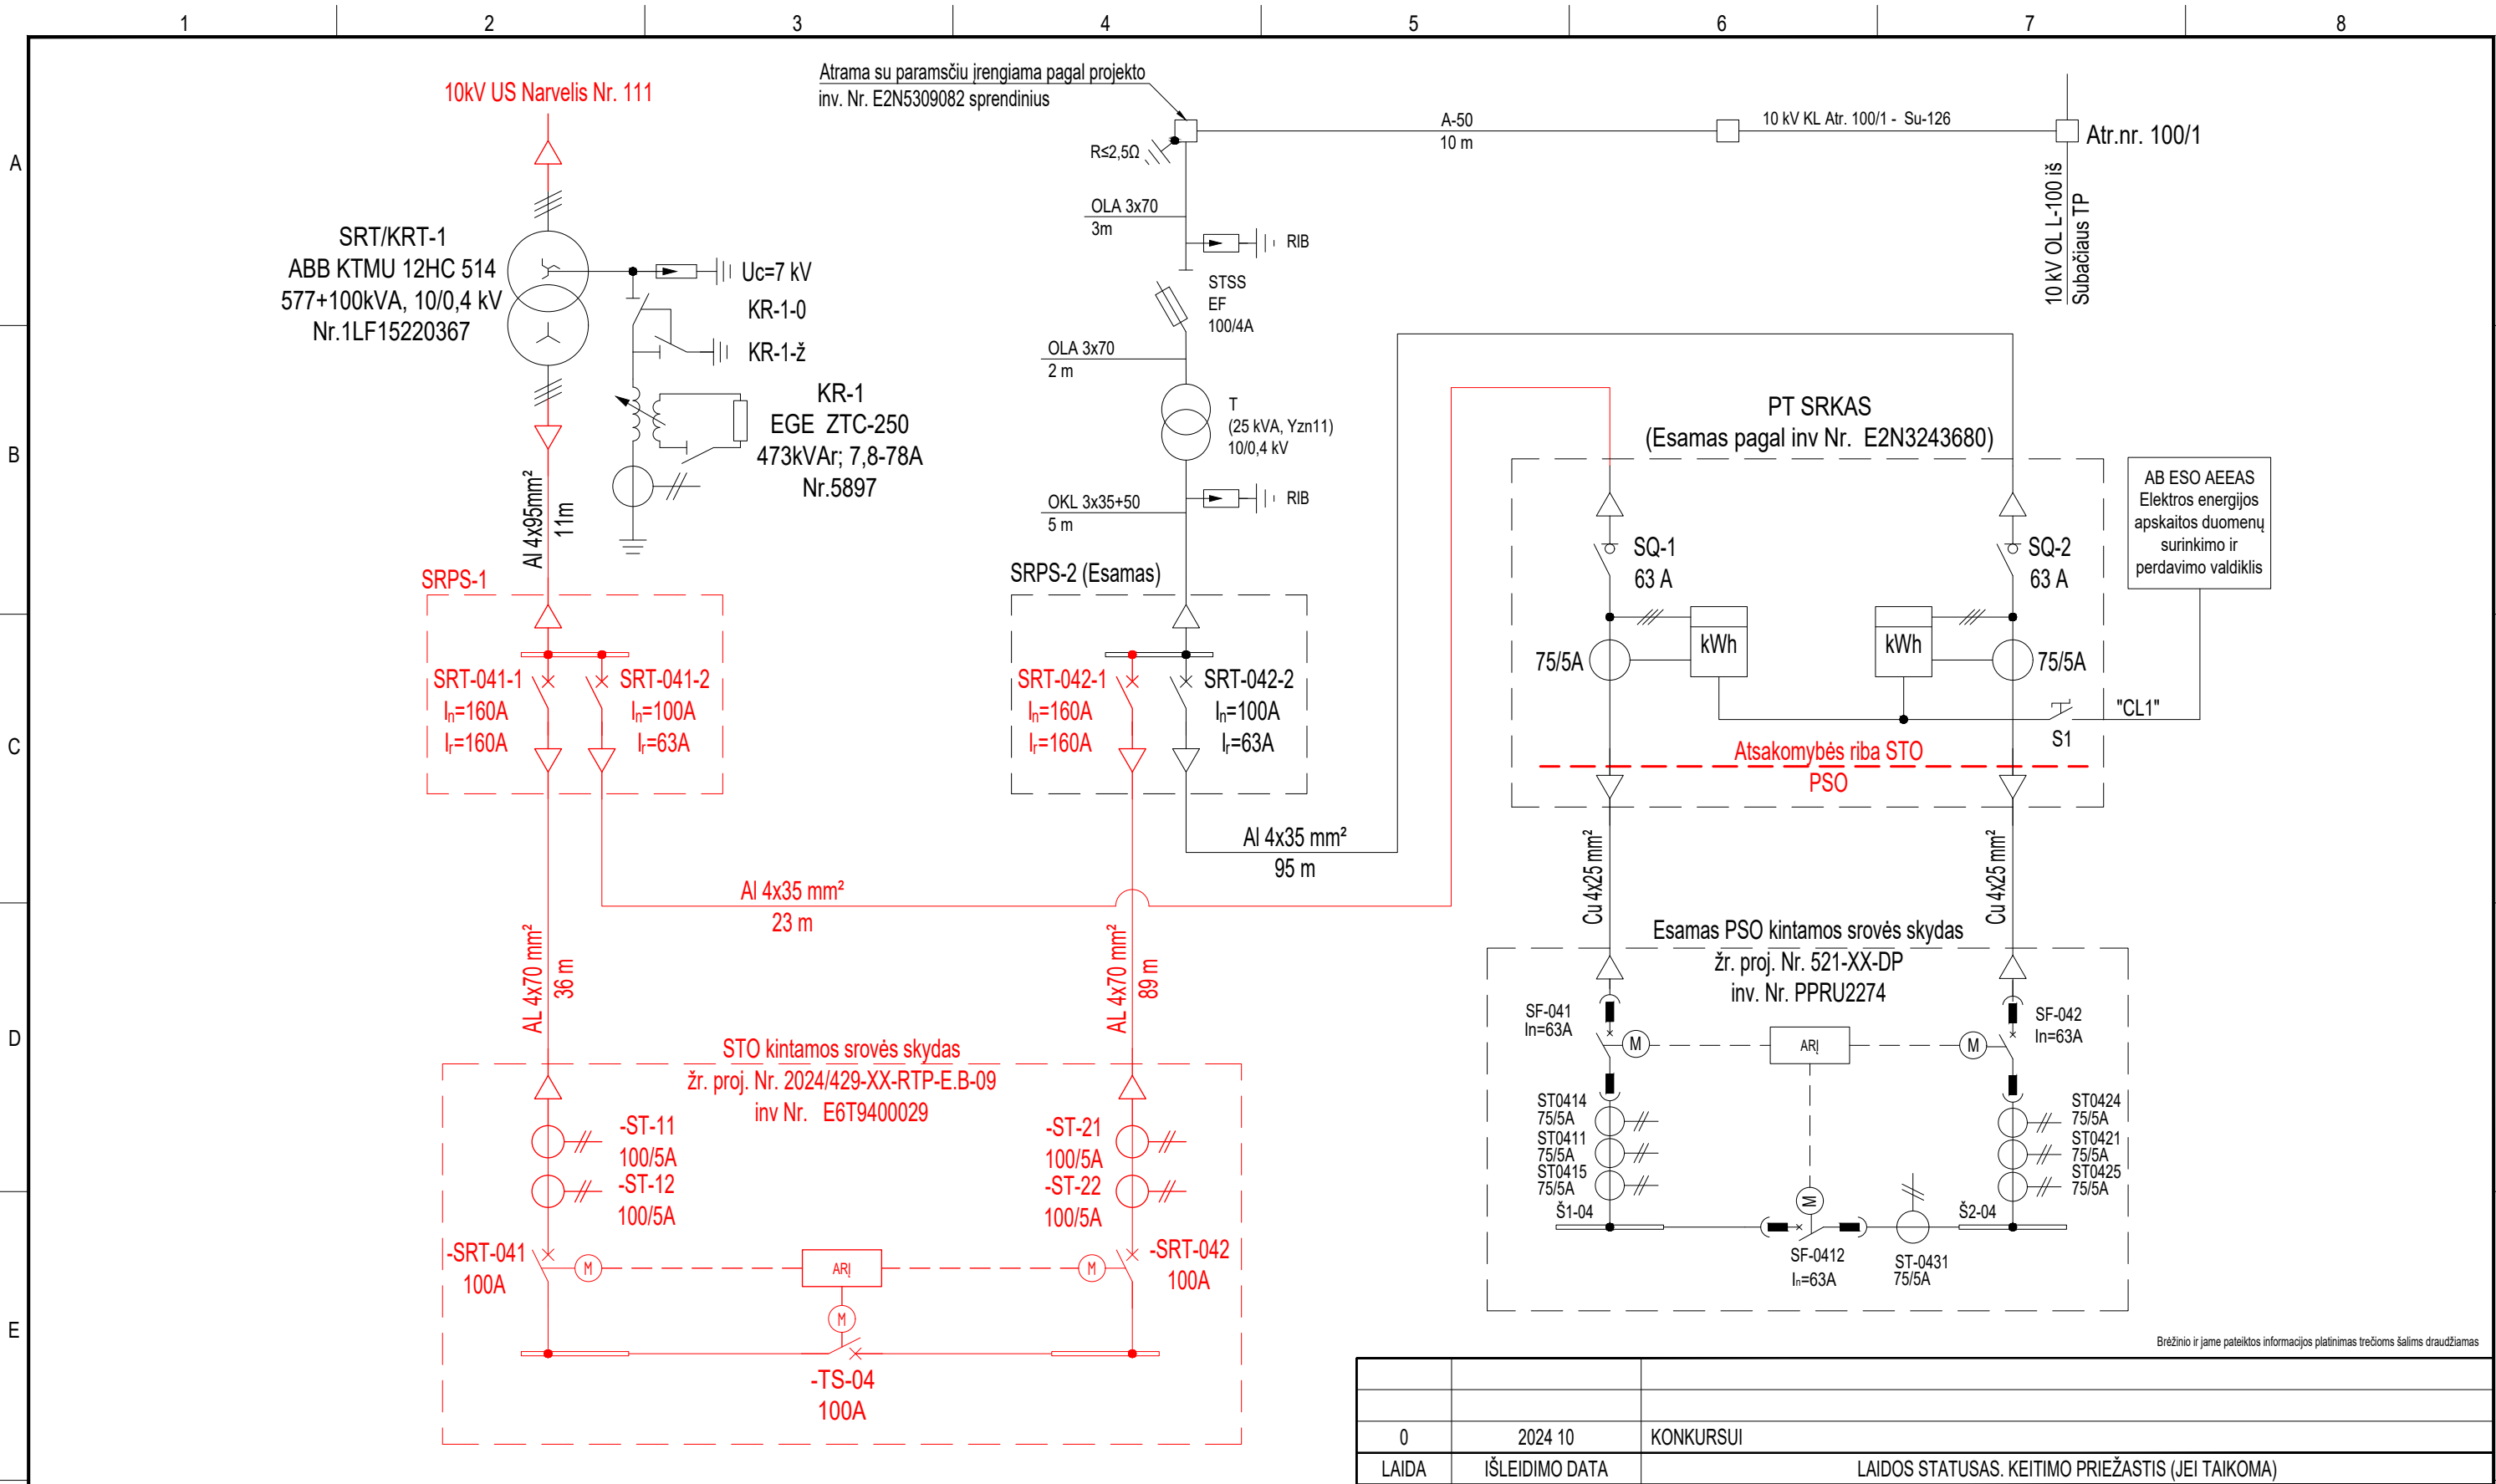 1
2
3
4
5
6
7
8
A
B
C
D
E
10kV US Narvelis Nr. 111
SRT/KRT-1
ABB KTMU 12HC 514
577+100kVA, 10/0,4 kV
Nr.1LF15220367
Uc=7 kV
KR-1-0
KR-1-ž
KR-1
EGE ZTC-250
473kVAr; 7,8-78A
Nr.5897
Al 4x95mm²
11m
SRPS-1
SRT-041-1
In=160A
Ir=160A
SRT-041-2
In=100A
Ir=63A
Al 4x35 mm²
23 m
AL 4x70 mm²
36 m
AL 4x70 mm²
89 m
STO kintamos srovės skydas
žr. proj. Nr. 2024/429-XX-RTP-E.B-09
inv Nr. E6T9400029
-ST-11
100/5A
-ST-12
100/5A
-ST-21
100/5A
-ST-22
100/5A
-SRT-041
100A
M
ARĮ
M
-SRT-042
100A
M
-TS-04
100A
Atrama su paramsčiu įrengiama pagal projekto
inv. Nr. E2N5309082 sprendinius
R≤2,5Ω
A-50
10 m
10 kV KL Atr. 100/1 - Su-126
Atr.nr. 100/1
10 kV OL L-100 iš
Subačiaus TP
OLA 3x70
3m
RIB
STSS
EF
100/4A
OLA 3x70
2 m
T
(25 kVA, Yzn11)
10/0,4 kV
OKL 3x35+50
5 m
RIB
SRPS-2 (Esamas)
SRT-042-1
In=160A
Ir=160A
SRT-042-2
In=100A
Ir=63A
Al 4x35 mm²
95 m
PT SRKAS
(Esamas pagal inv Nr. E2N3243680)
SQ-1
63 A
SQ-2
63 A
kWh
kWh
75/5A
75/5A
AB ESO AEEAS
Elektros energijos
apskaitos duomenų
surinkimo ir
perdavimo valdiklis
"CL1"
S1
Atsakomybės riba STO
PSO
Cu 4x25 mm²
Cu 4x25 mm²
Esamas PSO kintamos srovės skydas
žr. proj. Nr. 521-XX-DP
inv. Nr. PPRU2274
SF-041
In=63A
M
ARĮ
M
SF-042
In=63A
ST0414
75/5A
ST0411
75/5A
ST0415
75/5A
ST0424
75/5A
ST0421
75/5A
ST0425
75/5A
Š1-04
M
Š2-04
SF-0412
In=63A
ST-0431
75/5A
Brėžinio ir jame pateiktos informacijos platinimas trečioms šalims draudžiamas
0
2024 10
KONKURSUI
LAIDA
IŠLEIDIMO DATA
LAIDOS STATUSAS. KEITIMO PRIEŽASTIS (JEI TAIKOMA)